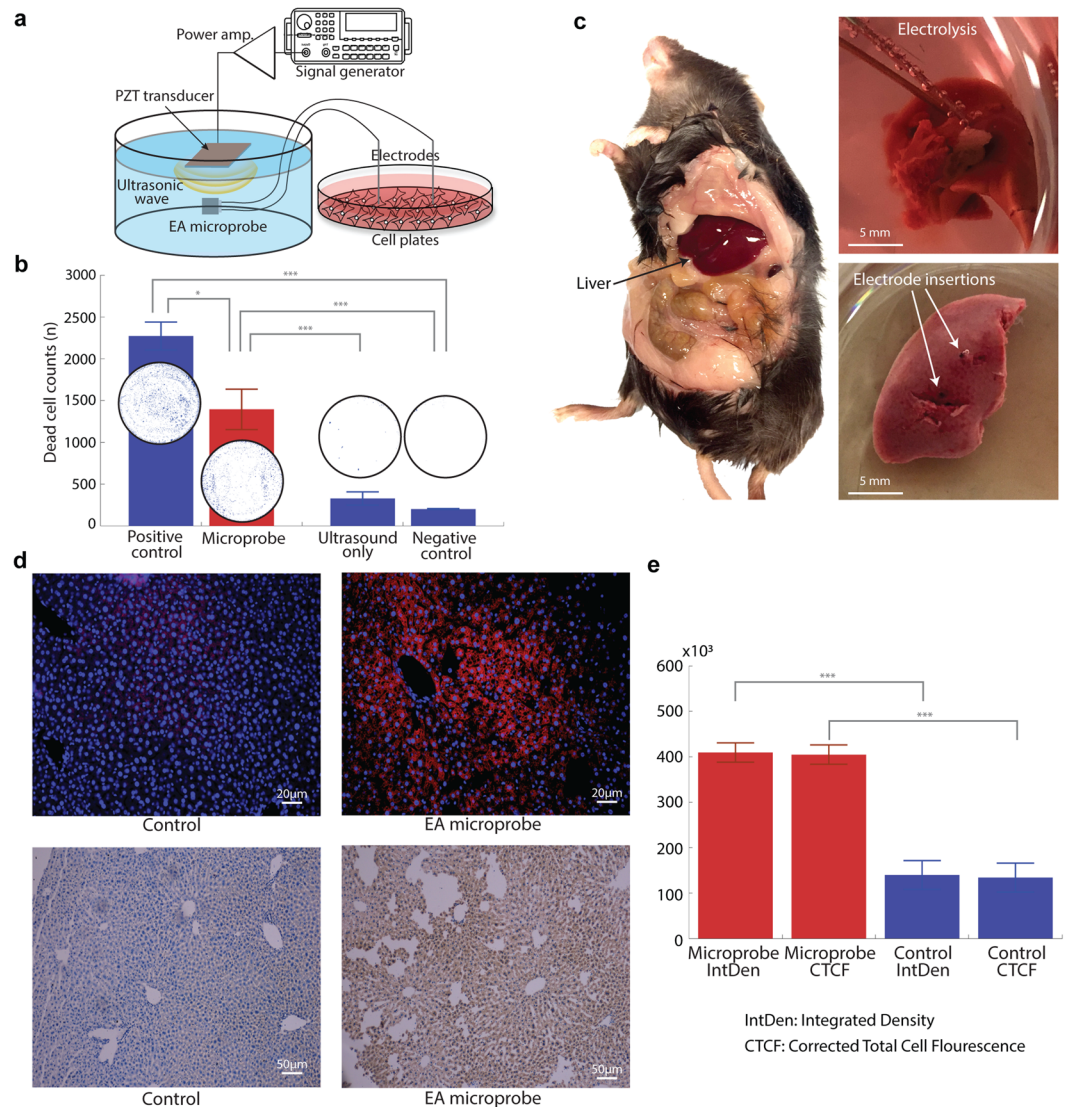 a
Power amp.
Signal generator
PZT transducer
Electrodes
Ultrasonic
wave
EA microprobe
Cell plates
b
Dead cell counts (n)
3000
2500
2000
1500
1000
500
0
***
*
***
***
Positive
control
Microprobe
Ultrasound
only
Negative
control
c
Liver
Electrolysis
5 mm
Electrode insertions
5 mm
d
20μm
20μm
Control
EA microprobe
50μm
50μm
Control
EA microprobe
e
x10³
600
500
400
300
200
100
0
***
***
Microprobe
IntDen
Microprobe
CTCF
Control
IntDen
Control
CTCF
IntDen: Integrated Density
CTCF: Corrected Total Cell Flourescence